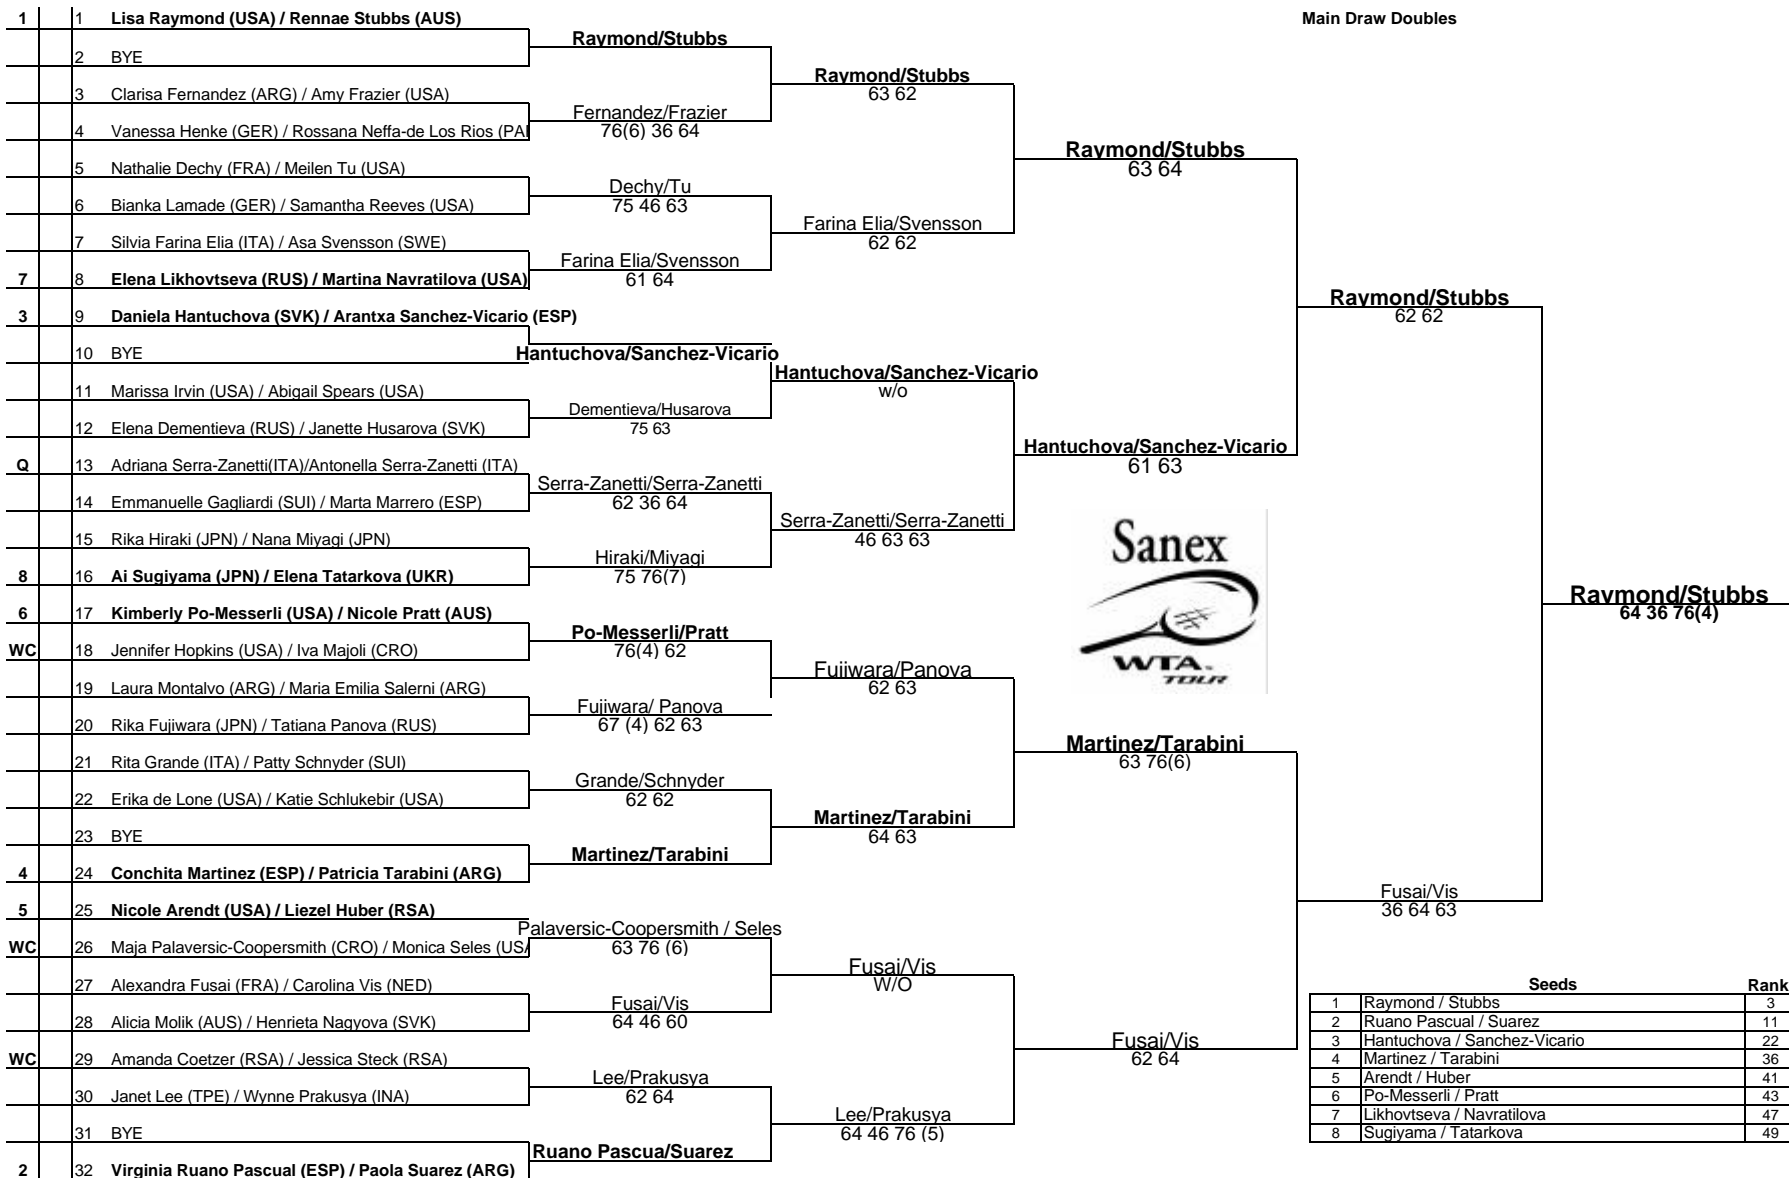 Main Draw Doubles
1 1 Lisa Raymond (USA) / Rennae Stubbs (AUS)
2 BYE
3 Clarisa Fernandez (ARG) / Amy Frazier (USA)
4 Vanessa Henke (GER) / Rossana Neffa-de Los Rios (PAI
5 Nathalie Dechy (FRA) / Meilen Tu (USA)
6 Bianka Lamade (GER) / Samantha Reeves (USA)
7 Silvia Farina Elia (ITA) / Asa Svensson (SWE)
7 8 Elena Likhovtseva (RUS) / Martina Navratilova (USA)
3 9 Daniela Hantuchova (SVK) / Arantxa Sanchez-Vicario (ESP)
10 BYE
11 Marissa Irvin (USA) / Abigail Spears (USA)
12 Elena Dementieva (RUS) / Janette Husarova (SVK)
Q 13 Adriana Serra-Zanetti(ITA)/Antonella Serra-Zanetti (ITA)
14 Emmanuelle Gagliardi (SUI) / Marta Marrero (ESP)
15 Rika Hiraki (JPN) / Nana Miyagi (JPN)
8 16 Ai Sugiyama (JPN) / Elena Tatarkova (UKR)
6 17 Kimberly Po-Messerli (USA) / Nicole Pratt (AUS)
WC 18 Jennifer Hopkins (USA) / Iva Majoli (CRO)
19 Laura Montalvo (ARG) / Maria Emilia Salerni (ARG)
20 Rika Fujiwara (JPN) / Tatiana Panova (RUS)
21 Rita Grande (ITA) / Patty Schnyder (SUI)
22 Erika de Lone (USA) / Katie Schlukebir (USA)
23 BYE
4 24 Conchita Martinez (ESP) / Patricia Tarabini (ARG)
5 25 Nicole Arendt (USA) / Liezel Huber (RSA)
WC 26 Maja Palaversic-Coopersmith (CRO) / Monica Seles (USA
27 Alexandra Fusai (FRA) / Carolina Vis (NED)
28 Alicia Molik (AUS) / Henrieta Nagyova (SVK)
WC 29 Amanda Coetzer (RSA) / Jessica Steck (RSA)
30 Janet Lee (TPE) / Wynne Prakusya (INA)
31 BYE
2 32 Virginia Ruano Pascual (ESP) / Paola Suarez (ARG)
Raymond/Stubbs
Fernandez/Frazier
76(6) 36 64
Dechy/Tu
75 46 63
Farina Elia/Svensson
61 64
Hantuchova/Sanchez-Vicario
Dementieva/Husarova
75 63
Serra-Zanetti/Serra-Zanetti
62 36 64
Hiraki/Miyagi
75 76(7)
Po-Messerli/Pratt
76(4) 62
Fujiwara/ Panova
67 (4) 62 63
Grande/Schnyder
62 62
Martinez/Tarabini
Palaversic-Coopersmith / Seles
63 76 (6)
Fusai/Vis
64 46 60
Lee/Prakusya
62 64
Ruano Pascua/Suarez
Raymond/Stubbs
63 62
Farina Elia/Svensson
62 62
Hantuchova/Sanchez-Vicario
w/o
Serra-Zanetti/Serra-Zanetti
46 63 63
Fujiwara/Panova
62 63
Martinez/Tarabini
64 63
Fusai/Vis
W/O
Lee/Prakusya
64 46 76 (5)
Raymond/Stubbs
63 64
Hantuchova/Sanchez-Vicario
61 63
Martinez/Tarabini
63 76(6)
Fusai/Vis
62 64
Raymond/Stubbs
62 62
Fusai/Vis
36 64 63
Raymond/Stubbs
64 36 76(4)
Sanex
WTA
TOUR
Seeds Rank
1 Raymond / Stubbs 3
2 Ruano Pascual / Suarez 11
3 Hantuchova / Sanchez-Vicario 22
4 Martinez / Tarabini 36
5 Arendt / Huber 41
6 Po-Messerli / Pratt 43
7 Likhovtseva / Navratilova 47
8 Sugiyama / Tatarkova 49